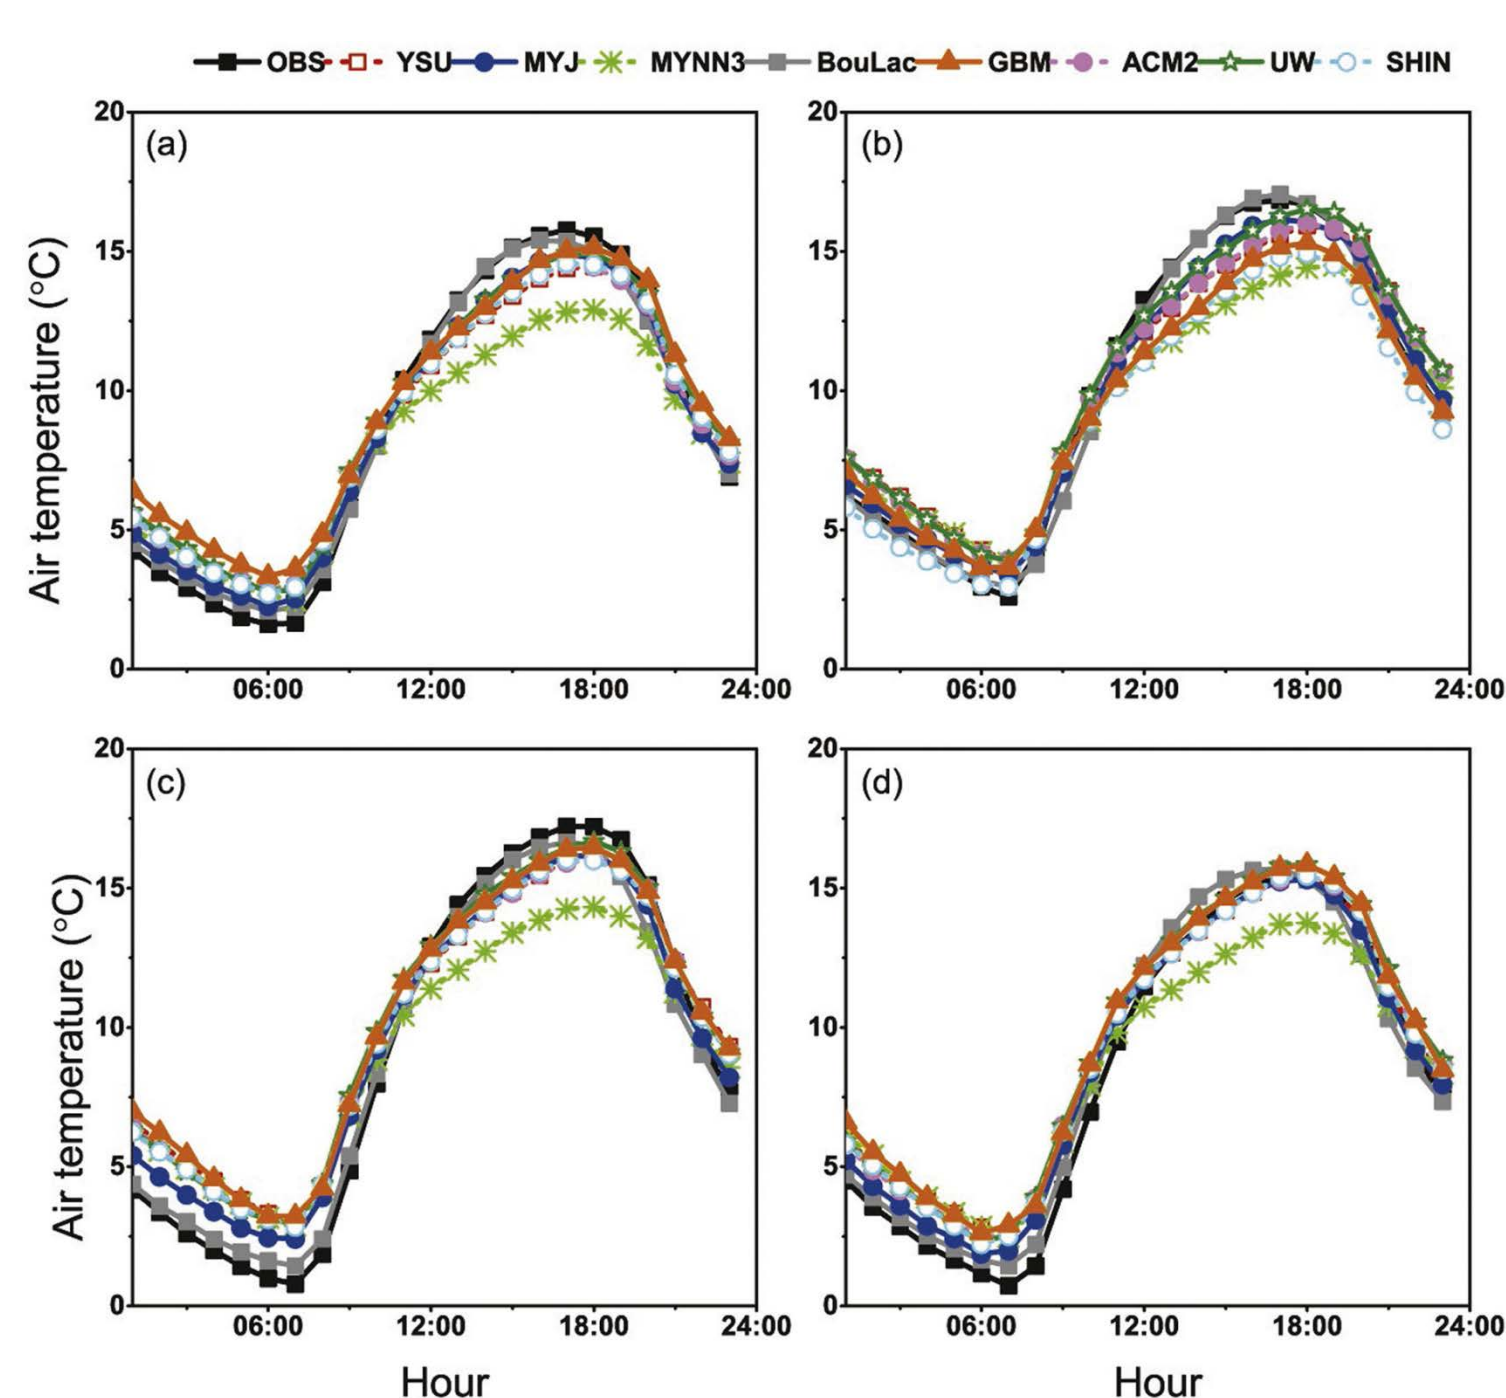 OBS YSU MYJ MYNN3 BouLac GBM ACM2 UW SHIN
20 (a) 20 (b)
15 15
10 10
5 5
0 0
06:00 12:00 18:00 24:00 06:00 12:00 18:00 24:00
Air temperature (°C)
20 (c) 20 (d)
15 15
10 10
5 5
0 0
06:00 12:00 18:00 24:00 06:00 12:00 18:00 24:00
Air temperature (°C)
Hour Hour